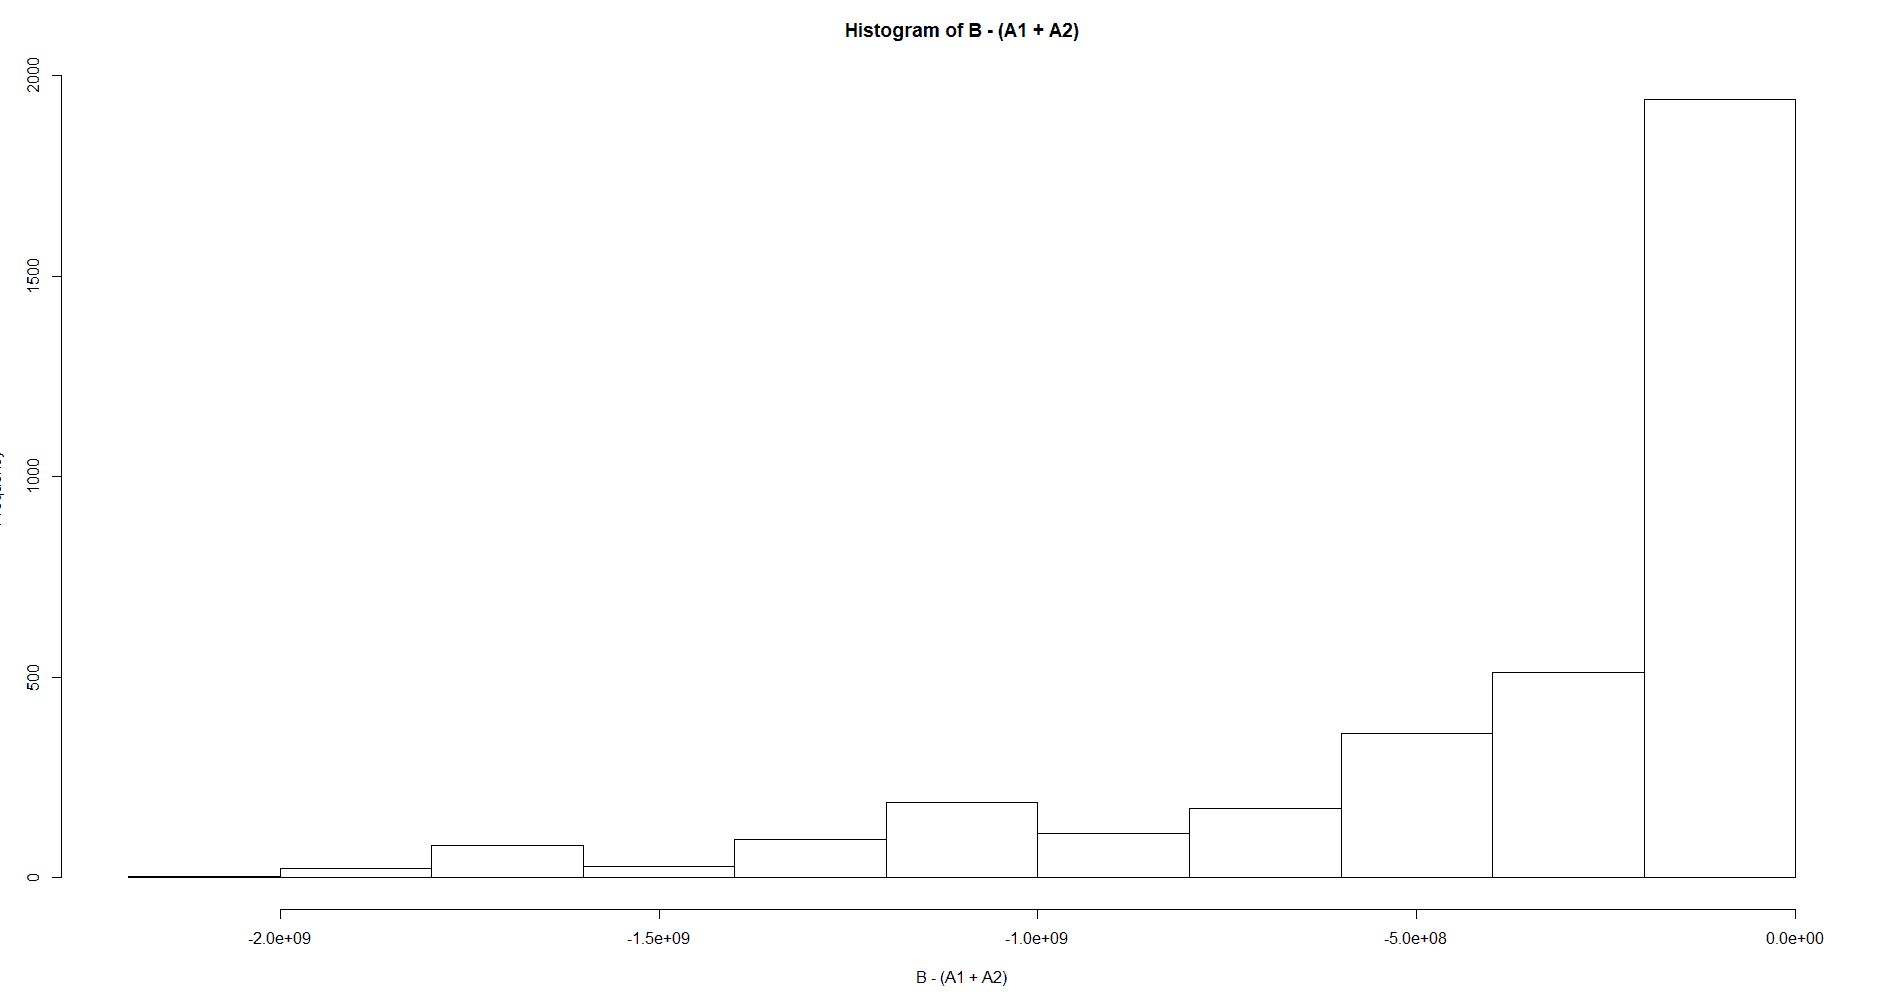 Histogram of B - (A1 + A2)
2000
1500
1000
500
0
-2.0e+09
-1.5e+09
-1.0e+09
-5.0e+08
0.0e+00
B - (A1 + A2)